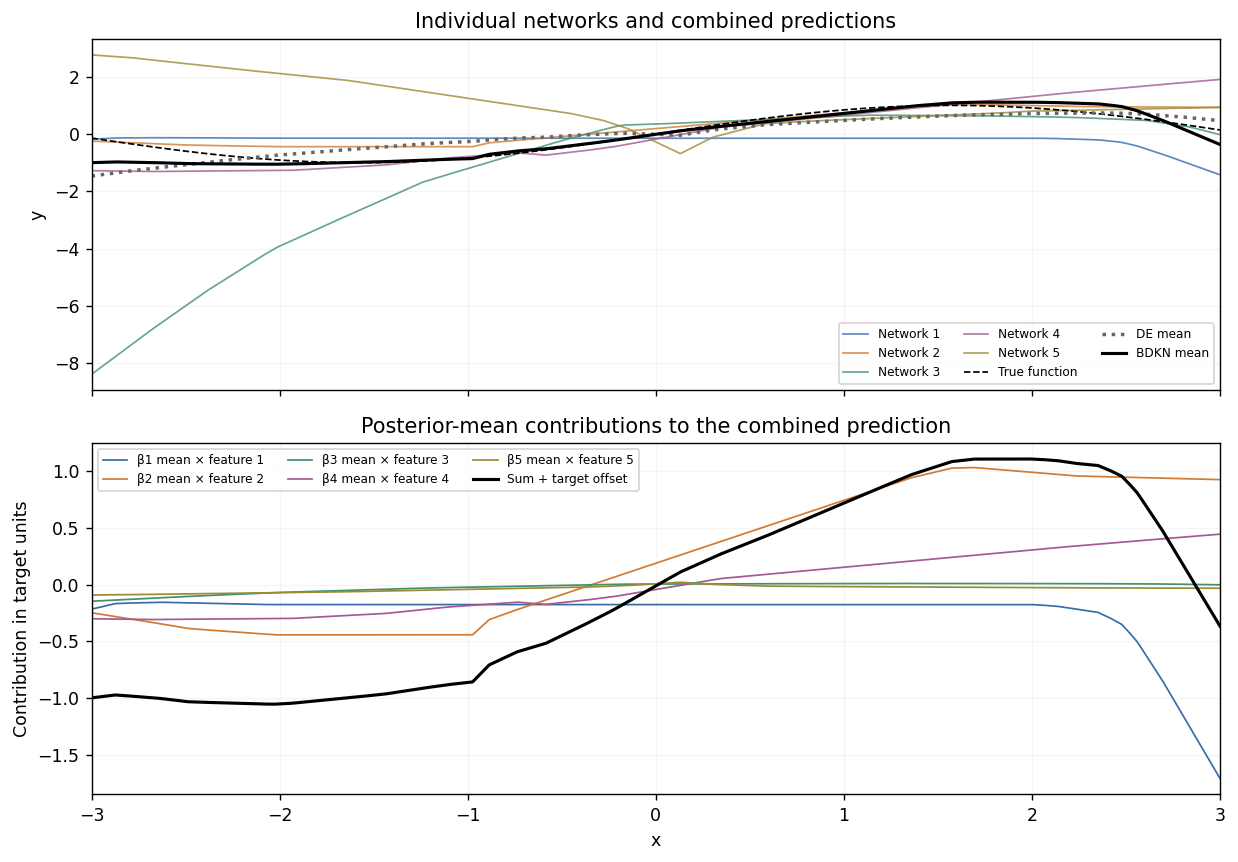 Individual networks and combined predictions
2
0
−2
−4
−6
−8
y
Network 1
Network 2
Network 3
Network 4
Network 5
True function
DE mean
BDKN mean
Posterior-mean contributions to the combined prediction
β1 mean × feature 1
β2 mean × feature 2
β3 mean × feature 3
β4 mean × feature 4
β5 mean × feature 5
Sum + target offset
1.0
0.5
0.0
−0.5
−1.0
−1.5
Contribution in target units
−3
−2
−1
0
1
2
3
x